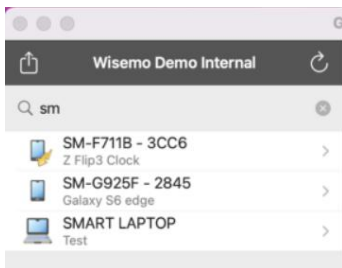 G
Wisemo Demo Internal
sm
SM-F711B - 3CC6
Z Flip3 Clock
SM-G925F - 2845
Galaxy S6 edge
SMART LAPTOP
Test